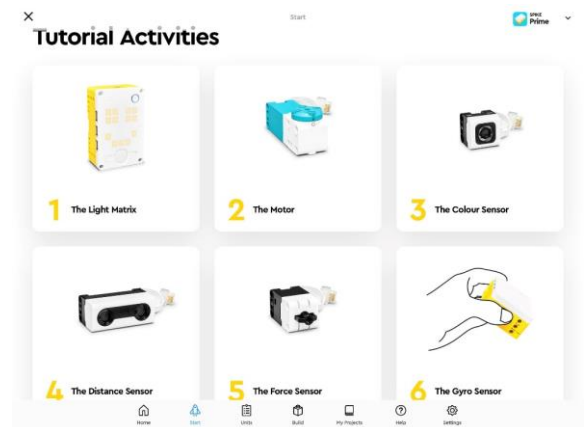 Start
SPIKE
Prime
Tutorial Activities
1 The Light Matrix
2 The Motor
3 The Colour Sensor
4 The Distance Sensor
5 The Force Sensor
6 The Gyro Sensor
Home
Start
Units
Build
My Projects
Help
Settings